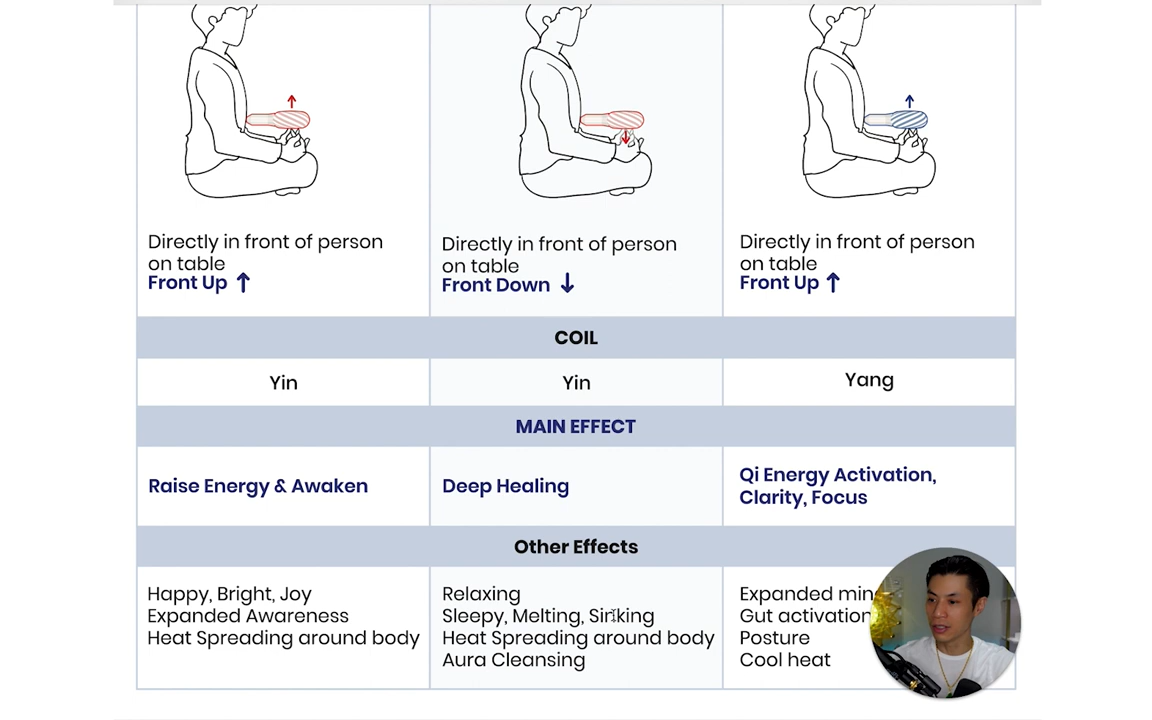 Directly in front of person
on table
Front Up ↑
Directly in front of person
on table
Front Down ↓
Directly in front of person
on table
Front Up ↑
COIL
Yin
Yin
Yang
MAIN EFFECT
Raise Energy & Awaken
Deep Healing
Qi Energy Activation,
Clarity, Focus
Other Effects
Happy, Bright, Joy
Expanded Awareness
Heat Spreading around body
Relaxing
Sleepy, Melting, Sinking
Heat Spreading around body
Aura Cleansing
Expanded
Gut activation
Posture
Cool heat